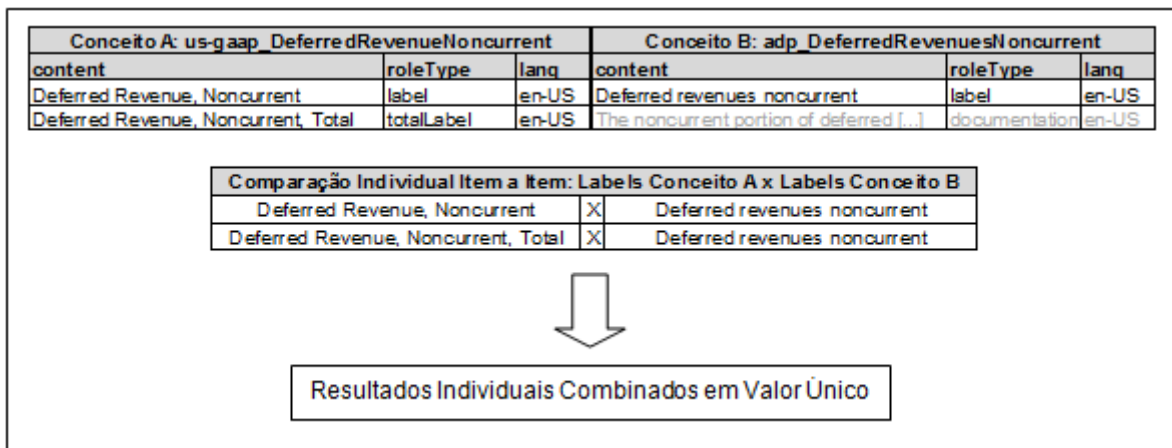 Conceito A: us-gaap_DeferredRevenueNoncurrent Conceito B: adp_DeferredRevenuesNoncurrent
content roleType lang content roleType lang
Deferred Revenue, Noncurrent label en-US Deferred revenues noncurrent label en-US
Deferred Revenue, Noncurrent, Total totalLabel en-US The noncurrent portion of deferred [...] documentation en-US
Comparação Individual Item a Item: Labels Conceito A x Labels Conceito B
Deferred Revenue, Noncurrent X Deferred revenues noncurrent
Deferred Revenue, Noncurrent, Total X Deferred revenues noncurrent
Resultados Individuais Combinados em Valor Único